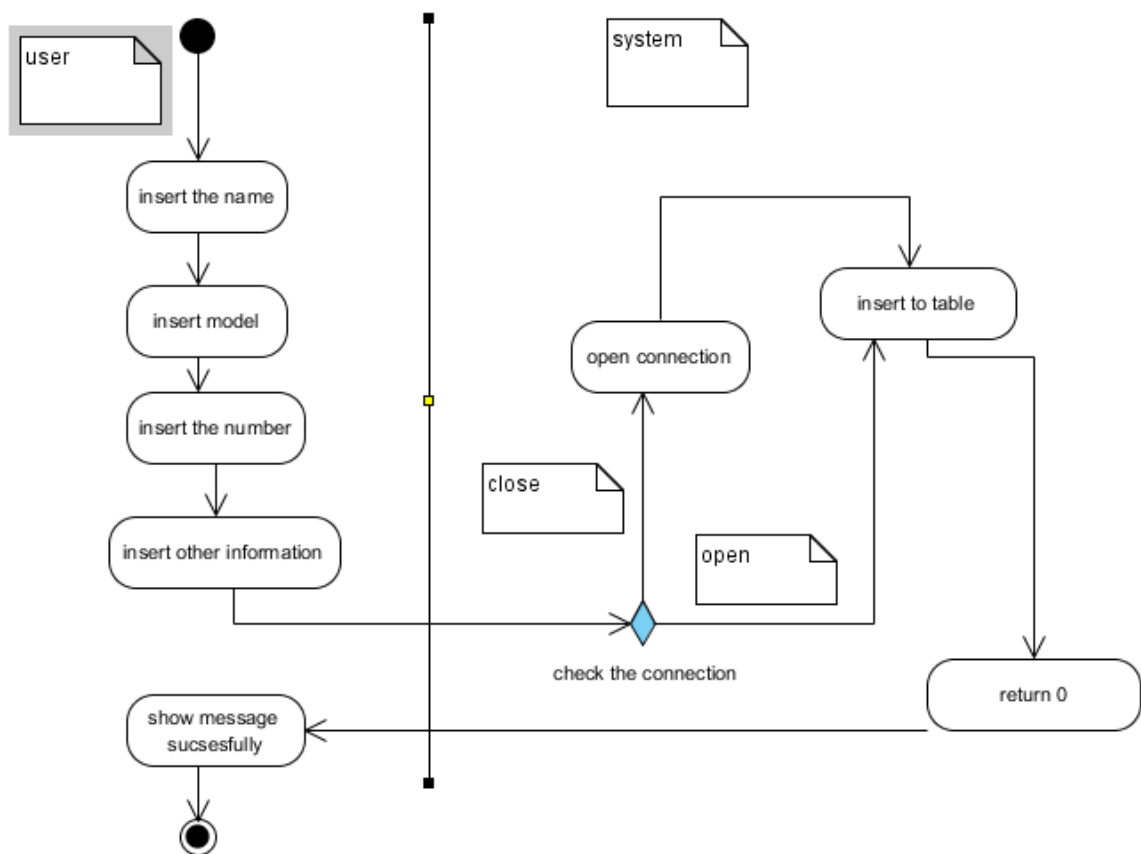 user
system
insert the name
insert model
insert the number
insert other information
open connection
insert to table
close
open
check the connection
return 0
show message
sucsesfully